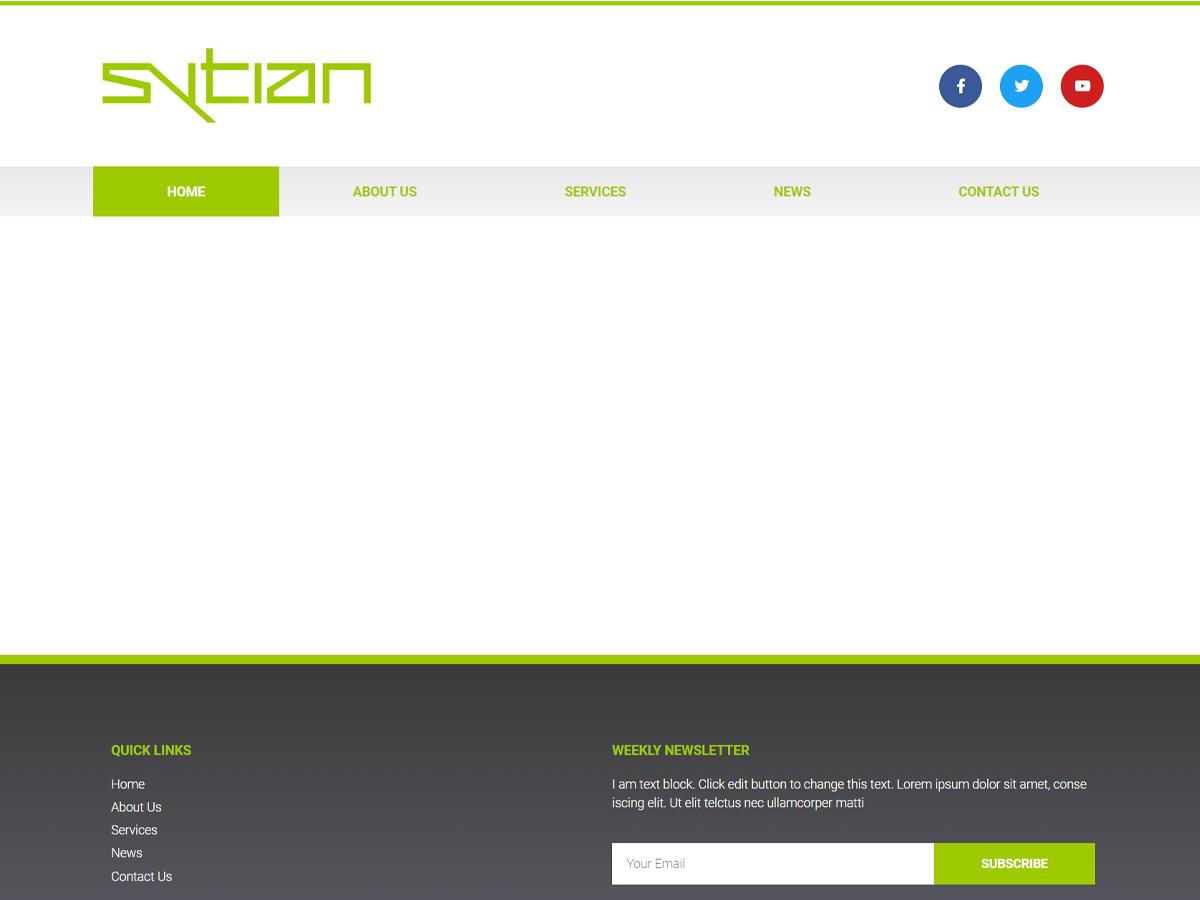 sytian
HOME
ABOUT US
SERVICES
NEWS
CONTACT US
QUICK LINKS
Home
About Us
Services
News
Contact Us
WEEKLY NEWSLETTER
I am text block. Click edit button to change this text. Lorem ipsum dolor sit amet, conse
iscing elit. Ut elit telctus nec ullamcorper matti
Your Email
SUBSCRIBE